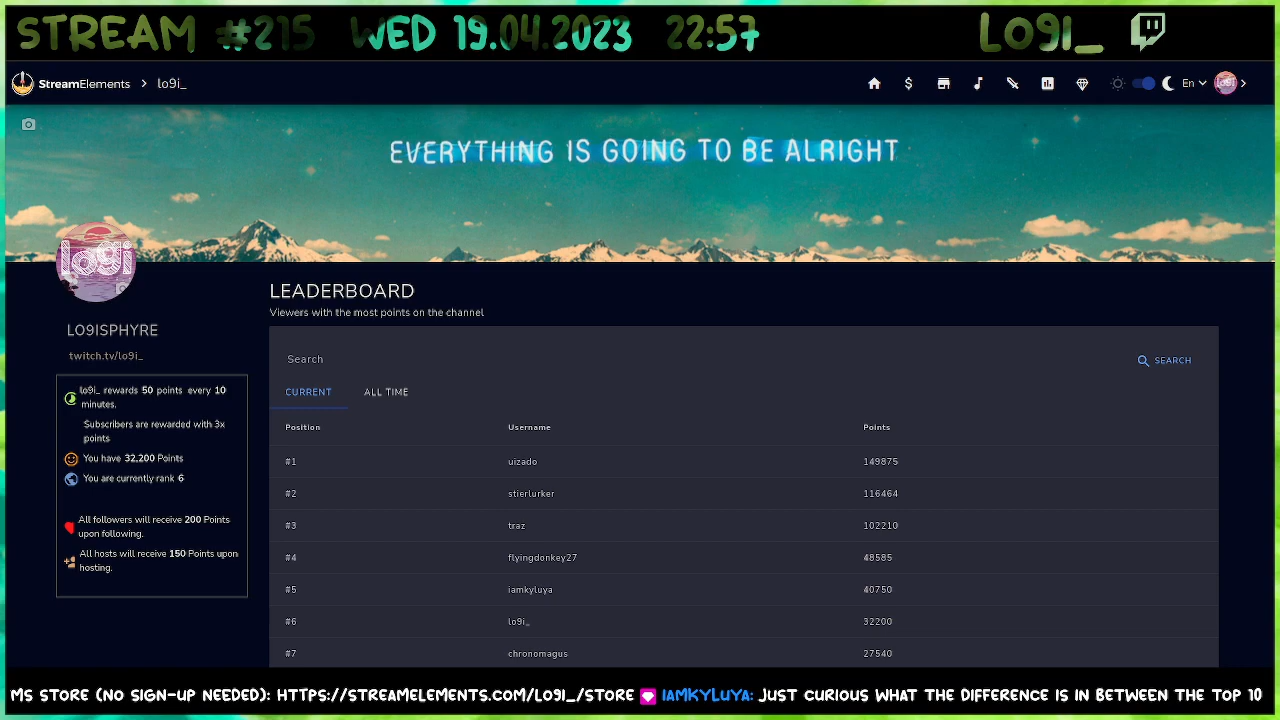 STREAM #215 WED 19.04.2023 22:57 LO9I_
StreamElements > lo9i_ En
EVERYTHING IS GOING TO BE ALRIGHT
lo9i
LO9ISPHYRE
twitch.tv/lo9i_
lo9i_ rewards 50 points every 10
minutes.
Subscribers are rewarded with 3x
points
You have 32,200 Points
You are currently rank 6
All followers will receive 200 Points
upon following.
All hosts will receive 150 Points upon
hosting.
LEADERBOARD
Viewers with the most points on the channel
Search SEARCH
CURRENT ALL TIME
Position Username Points
#1 uizado 149875
#2 stierlurker 116464
#3 traz 102210
#4 flyingdonkey27 48585
#5 iamkyluya 40750
#6 lo9i_ 32200
#7 chronomagus 27540
MS STORE (NO SIGN-UP NEEDED): HTTPS://STREAMELEMENTS.COM/LO9I_/STORE IAMKYLUYA: JUST CURIOUS WHAT THE DIFFERENCE IS IN BETWEEN THE TOP 10